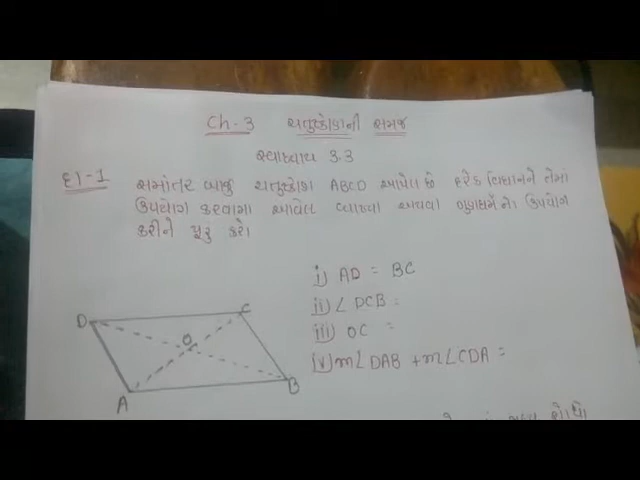 Ch-3 ચતુષ્કોણની સમજ
સ્વાધ્યાય 3.3
દા-1 સમાંતર બાજુ ચતુષ્કોણ ABCD આપેલ છે દરેક વિધાનને તેમાં
ઉપયોગ કરવામા આવેલ વ્યાખ્યા અથવા ગુણધર્મનો ઉપયોગ
કરીને પૂરુ કરો
i) AD = BC
ii) ∠DCB =
iii) OC =
iv) m∠DAB + m∠CDA =
D
C
O
A
B